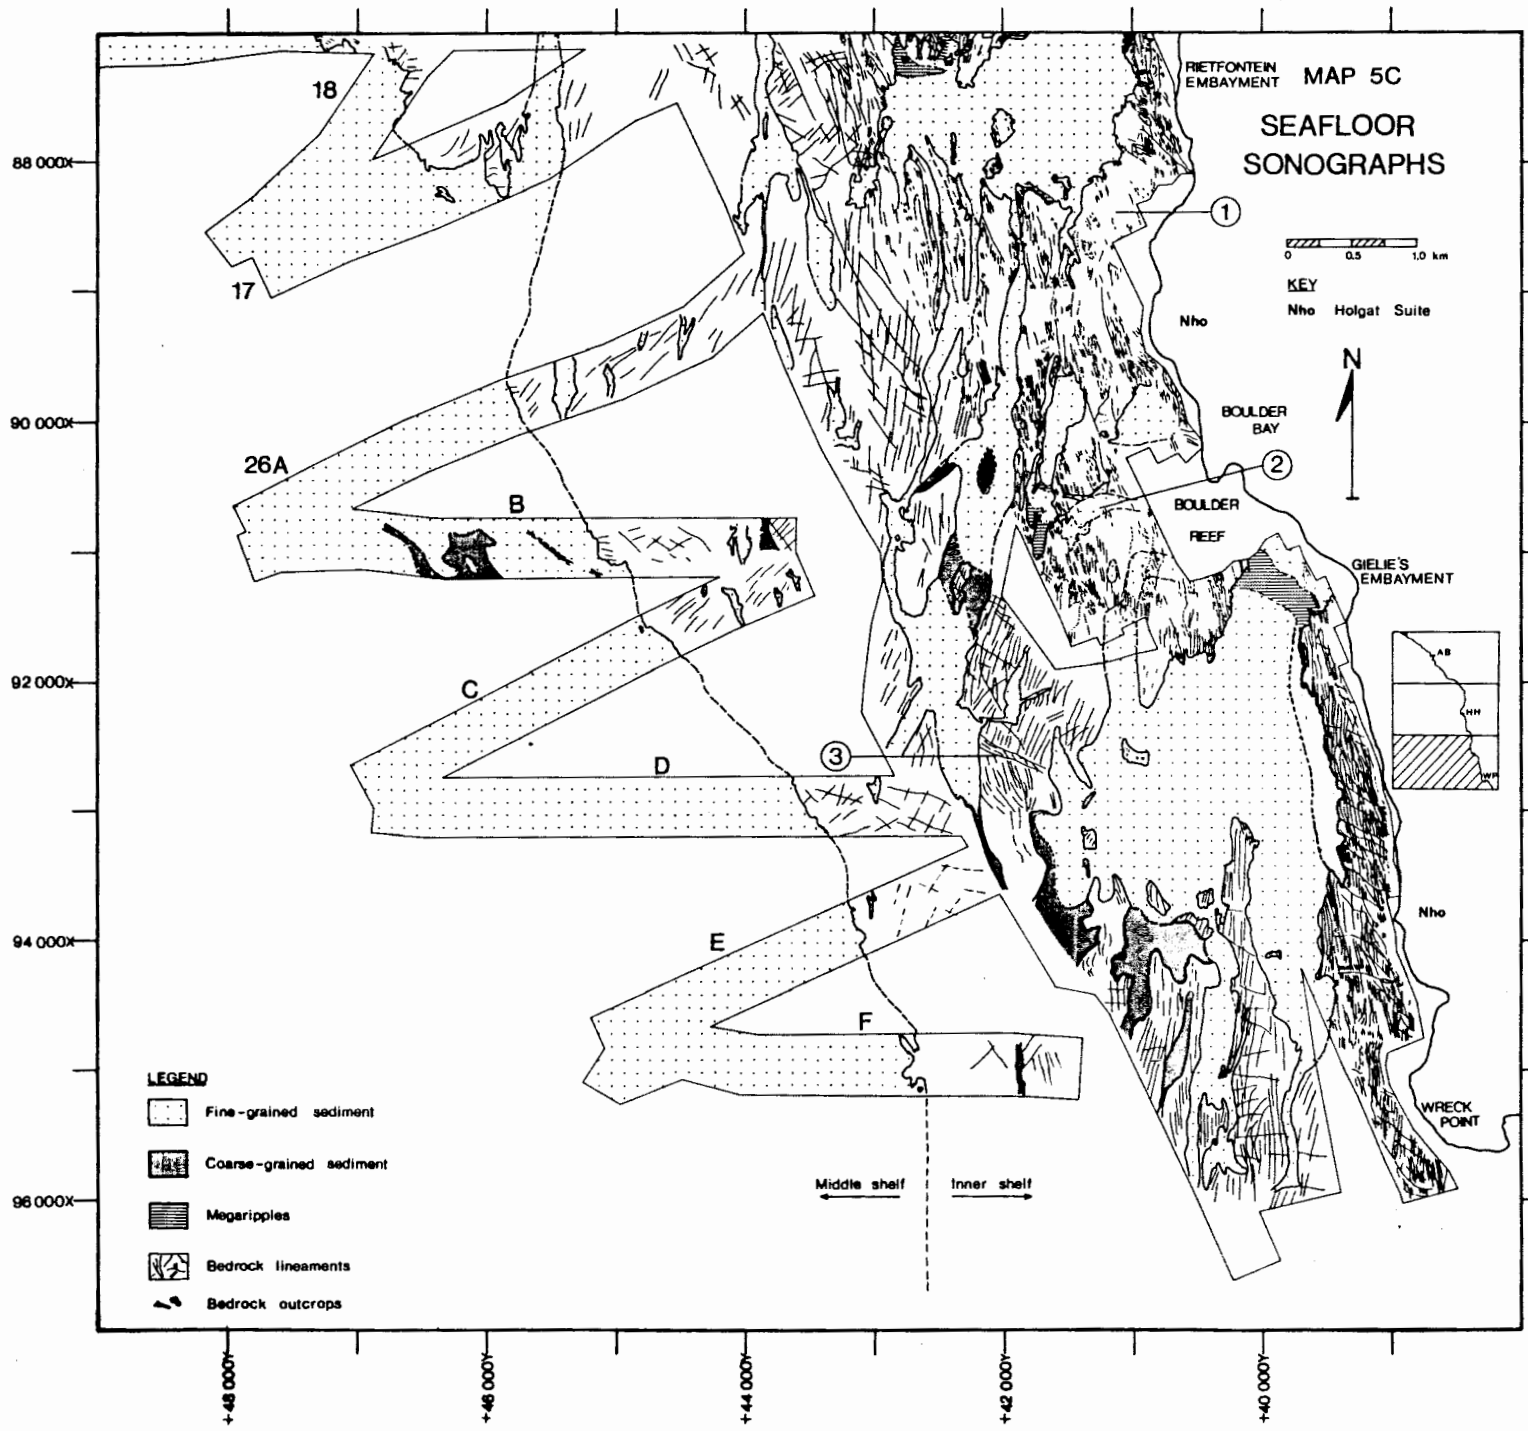 RIETFONTEIN
EMBAYMENT
MAP 5C
SEAFLOOR
SONOGRAPHS
18
88 000X
1
0 0.5 1.0 km
KEY
Nho Holgat Suite
17
Nho
N
90 000X
BOULDER
BAY
26A
2
B
BOULDER
REEF
GIELIE'S
EMBAYMENT
AB
92 000X
C
HH
3
D
WP
Nho
94 000X
E
F
LEGEND
Fine-grained sediment
WRECK
POINT
Coarse-grained sediment
Middle shelf
Inner shelf
96 000X
Megaripples
Bedrock lineaments
Bedrock outcrops
+48 000Y
+46 000Y
+44 000Y
+42 000Y
+40 000Y